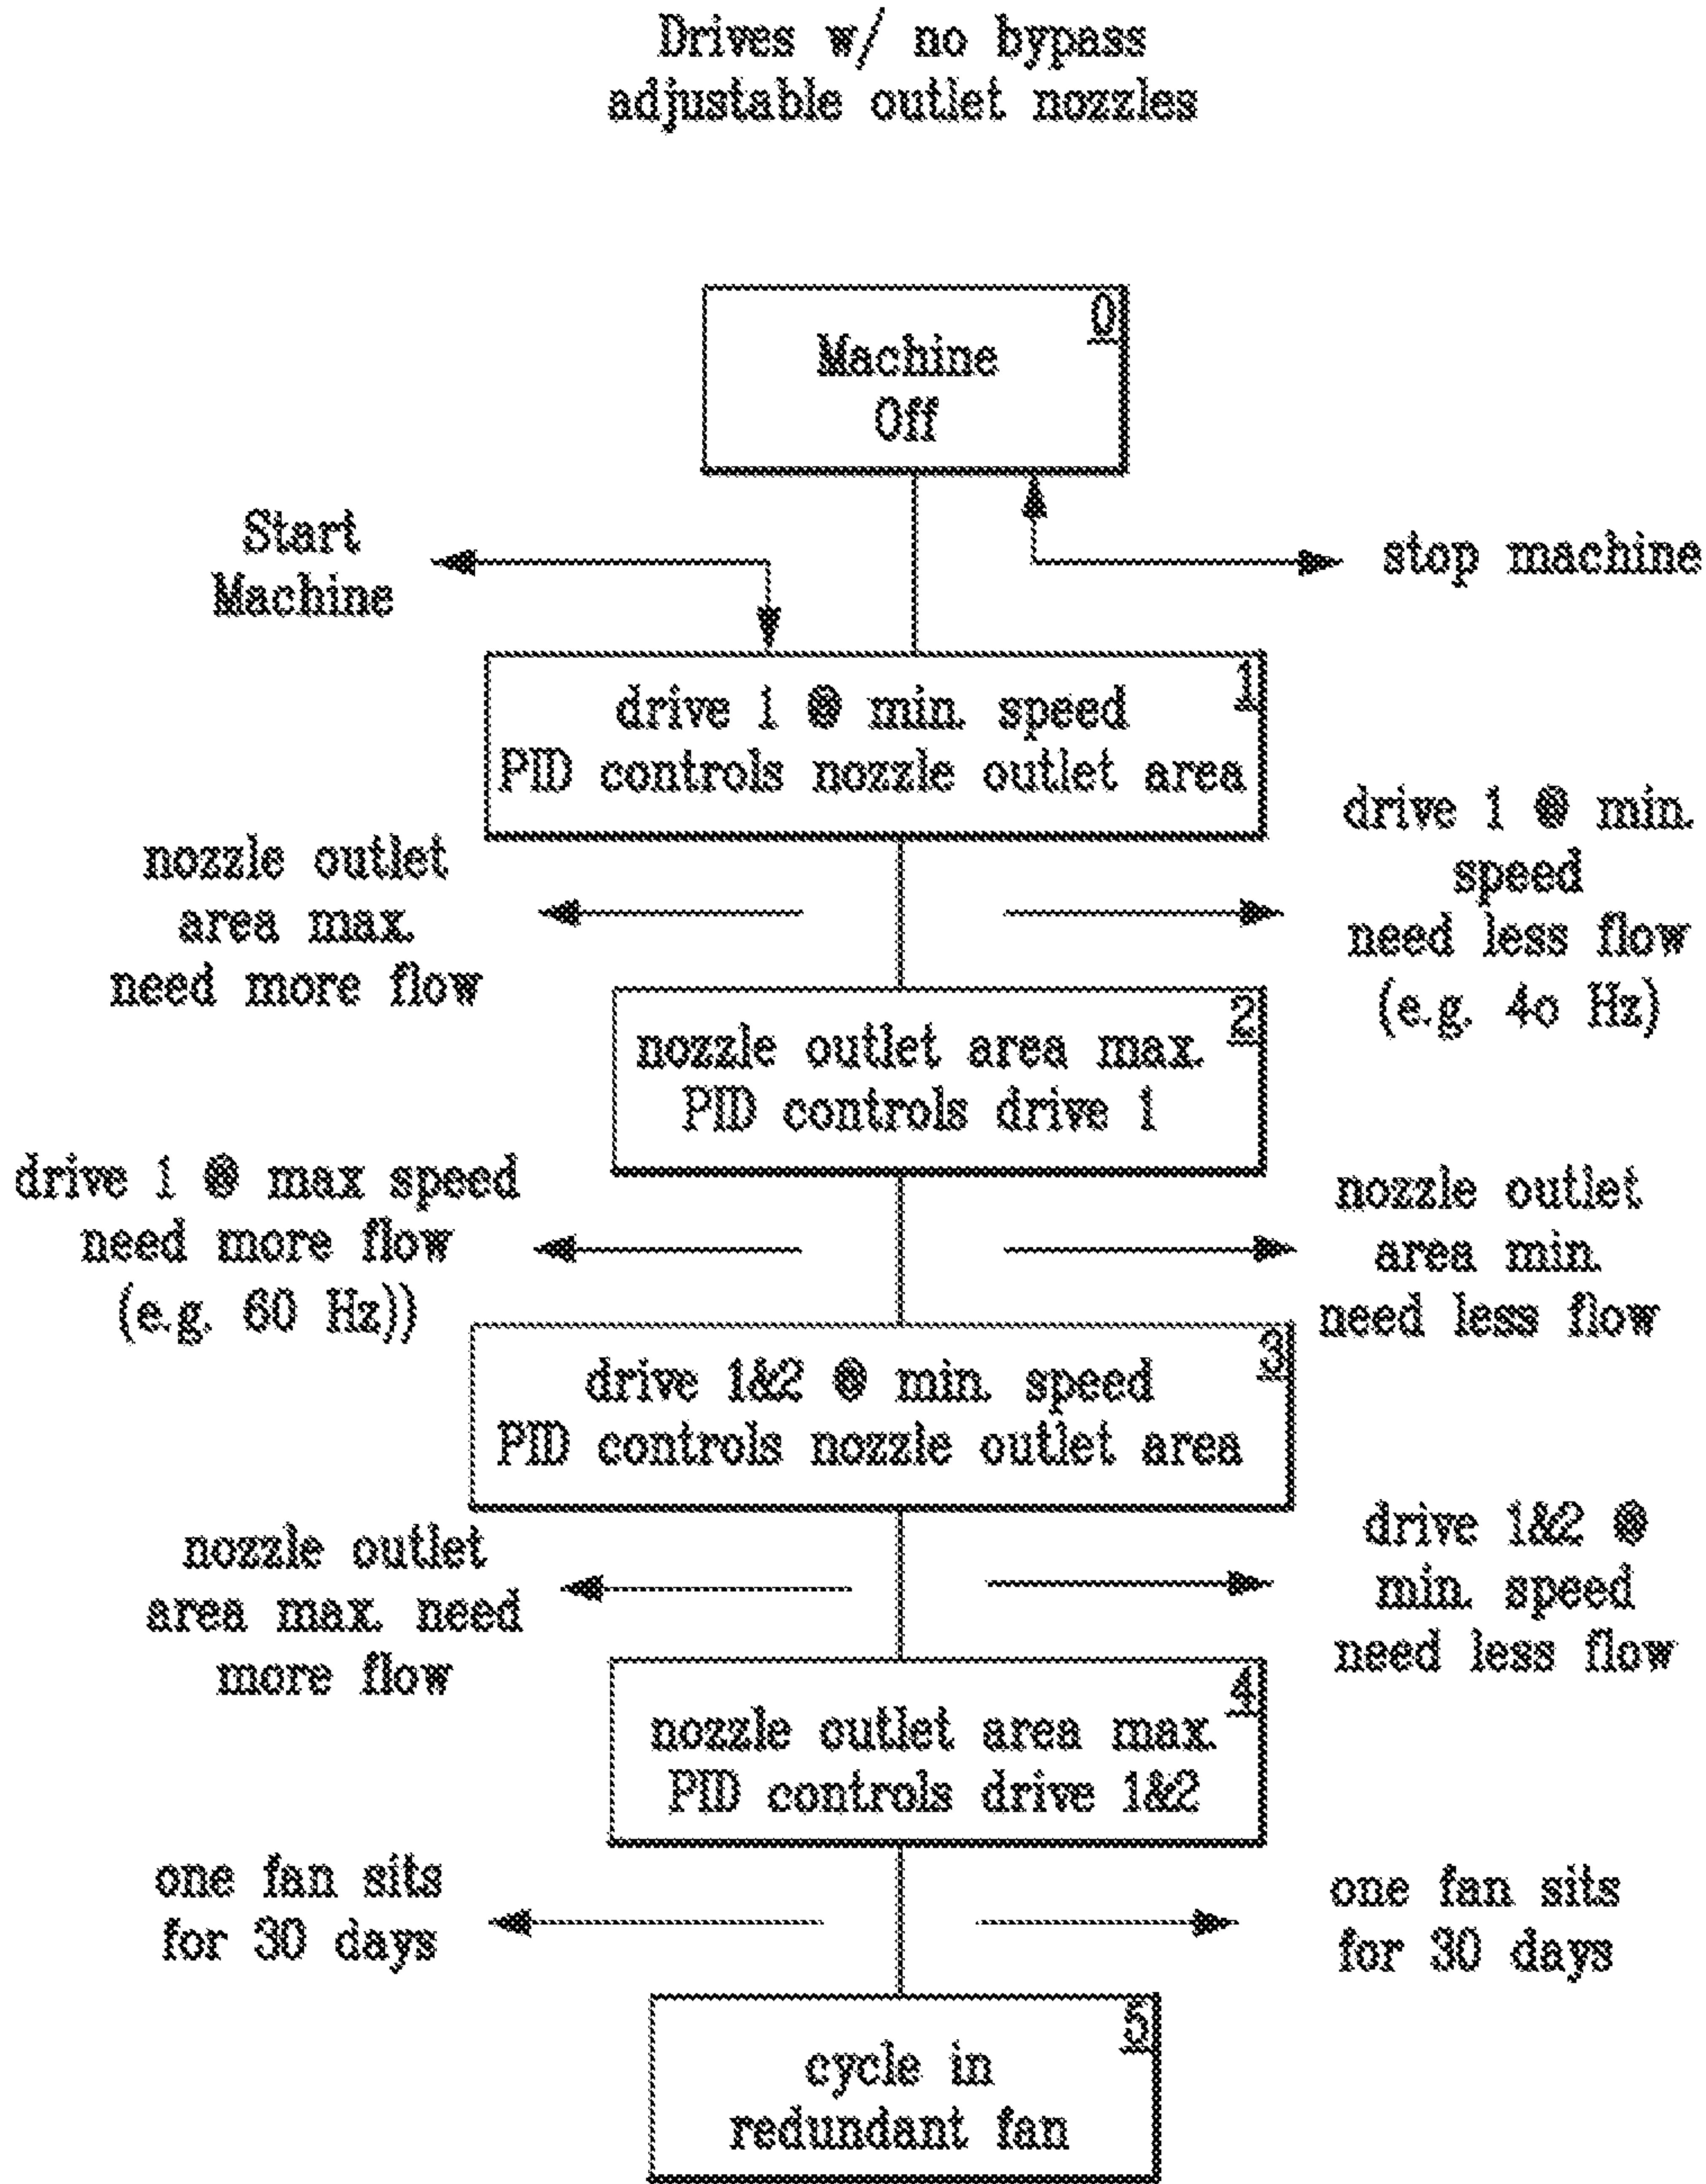 Drives w/ no bypass
adjustable outlet nozzles
0
Machine
Off
Start
Machine
stop machine
1
drive 1 @ min. speed
PID controls nozzle outlet area
nozzle outlet
area max.
need more flow
drive 1 @ min.
speed
need less flow
(e.g. 4o Hz)
2
nozzle outlet area max.
PID controls drive 1
drive 1 @ max speed
need more flow
(e.g. 60 Hz))
nozzle outlet
area min.
need less flow
3
drive 1&2 @ min. speed
PID controls nozzle outlet area
nozzle outlet
area max. need
more flow
drive 1&2 @
min. speed
need less flow
4
nozzle outlet area max.
PID controls drive 1&2
one fan sits
for 30 days
one fan sits
for 30 days
5
cycle in
redundant fan